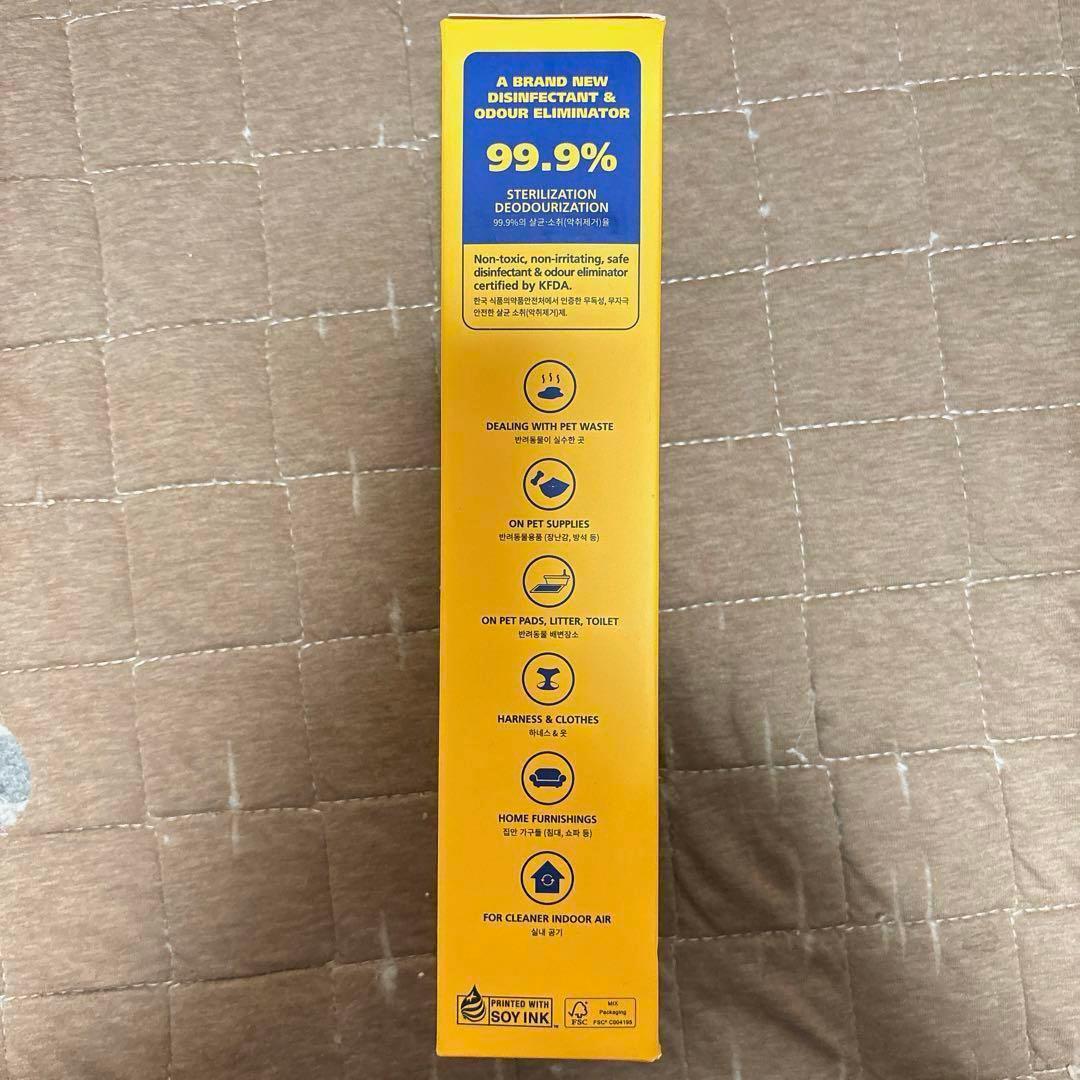 A BRAND NEW
DISINFECTANT &
ODOUR ELIMINATOR
99.9%
STERILIZATION
DEODOURIZATION
99.9%의 살균·소취(악취제거)율
Non-toxic, non-irritating, safe
disinfectant & odour eliminator
certified by KFDA.
한국 식품의약품안전처에서 인증한 무독성, 무자극
안전한 살균 소취(악취제거)제.
DEALING WITH PET WASTE
반려동물이 실수한 곳
ON PET SUPPLIES
반려동물용품 (장난감, 방석 등)
ON PET PADS, LITTER, TOILET
반려동물 배변장소
HARNESS & CLOTHES
하네스 & 옷
HOME FURNISHINGS
집안 가구들 (침대, 쇼파 등)
FOR CLEANER INDOOR AIR
실내 공기
PRINTED WITH
SOY INK™
FSC
MIX
Packaging
FSC® C004195